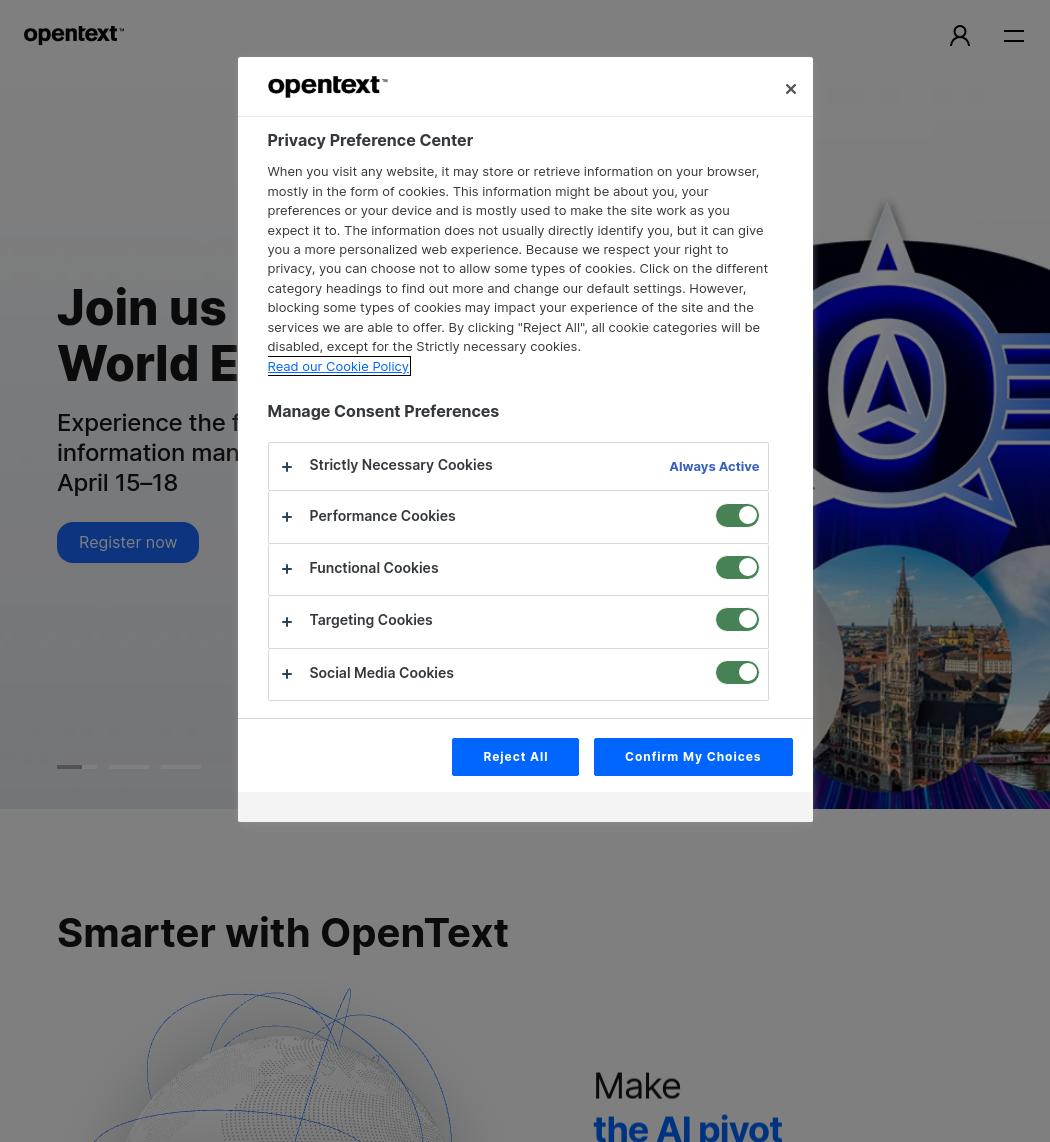 opentext™
opentext™
Privacy Preference Center
When you visit any website, it may store or retrieve information on your browser,
mostly in the form of cookies. This information might be about you, your
preferences or your device and is mostly used to make the site work as you
expect it to. The information does not usually directly identify you, but it can give
you a more personalized web experience. Because we respect your right to
privacy, you can choose not to allow some types of cookies. Click on the different
category headings to find out more and change our default settings. However,
blocking some types of cookies may impact your experience of the site and the
services we are able to offer. By clicking "Reject All", all cookie categories will be
disabled, except for the Strictly necessary cookies.
Read our Cookie Policy
Manage Consent Preferences
Strictly Necessary Cookies Always Active
Performance Cookies
Functional Cookies
Targeting Cookies
Social Media Cookies
Reject All Confirm My Choices
Join us
World
Experience the
information
April 15–18
Register now
Smarter with OpenText
Make
the AI pivot